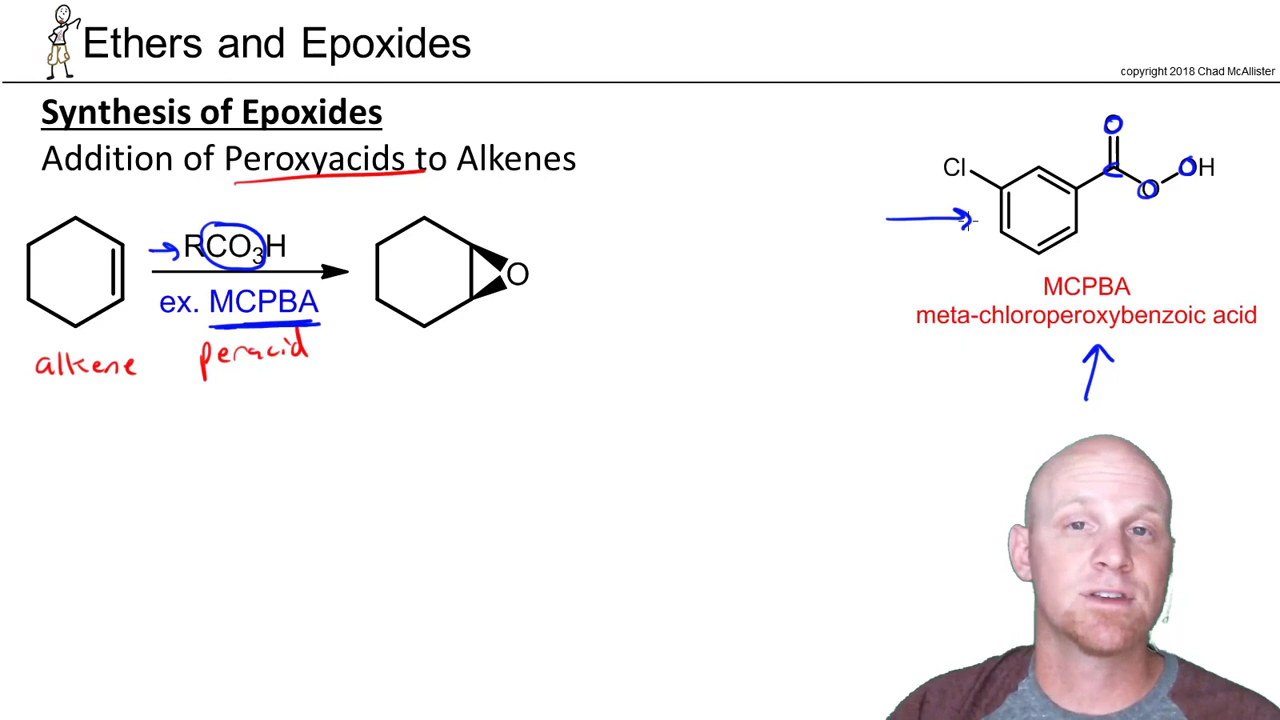 Ethers and Epoxides
copyright 2018 Chad McAllister
Synthesis of Epoxides
Addition of Peroxyacids to Alkenes
RCO₃H
ex. MCPBA
peracid
alkene
O
Cl
O
O
OH
MCPBA
meta-chloroperoxybenzoic acid